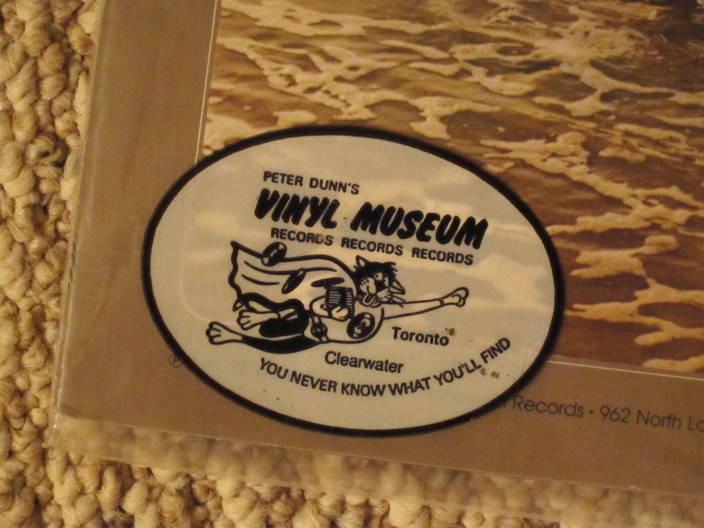 PETER DUNN'S
VINYL MUSEUM
RECORDS RECORDS RECORDS
Toronto
Clearwater
YOU NEVER KNOW WHAT YOU'LL FIND
Records • 962 North